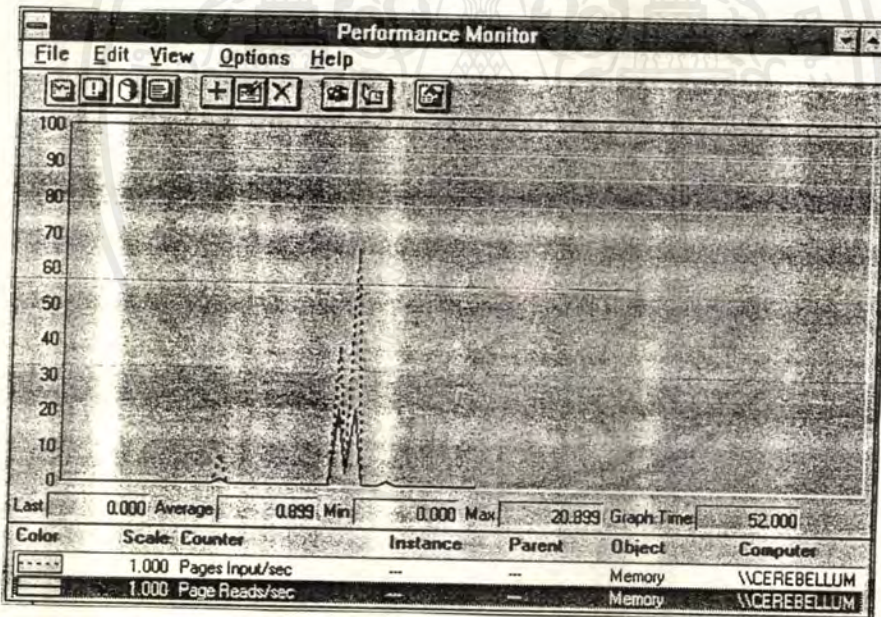 Performance Monitor
File Edit View Options Help
100
90
80
70
60
50
40
30
20
10
0
Last 0.000 Average 0.899 Min 0.000 Max 20.899 Graph Time 52.000
Color Scale Counter Instance Parent Object Computer
1.000 Pages Input/sec --- --- Memory \\CEREBELLUM
1.000 Page Reads/sec --- --- Memory \\CEREBELLUM